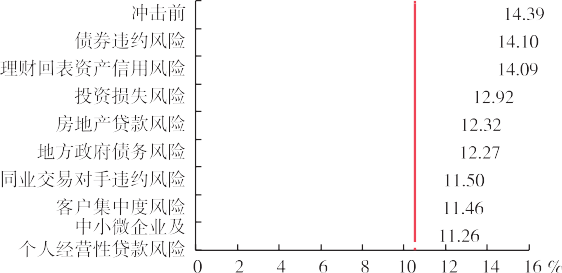 冲击前 14.39
债券违约风险 14.10
理财回表资产信用风险 14.09
投资损失风险 12.92
房地产贷款风险 12.32
地方政府债务风险 12.27
同业交易对手违约风险 11.50
客户集中度风险 11.46
中小微企业及
个人经营性贷款风险 11.26
0 2 4 6 8 10 12 14 16 %